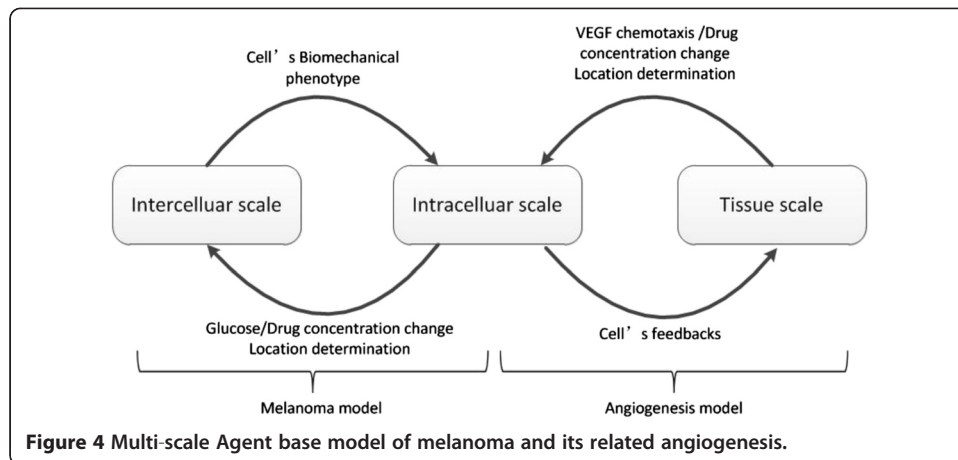 Cell’s Biomechanical
phenotype
VEGF chemotaxis /Drug
concentration change
Location determination
Intercelluar scale
Intracelluar scale
Tissue scale
Glucose/Drug concentration change
Location determination
Cell’s feedbacks
Melanoma model
Angiogenesis model
Figure 4 Multi-scale Agent base model of melanoma and its related angiogenesis.